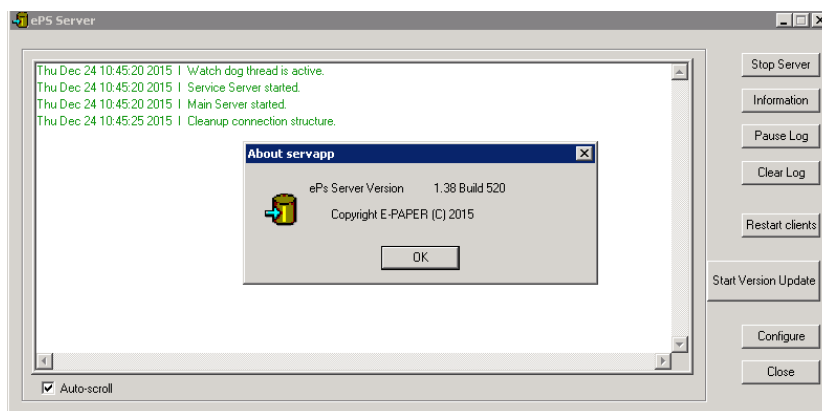 ePS Server
Thu Dec 24 10:45:20 2015 | Watch dog thread is active.
Thu Dec 24 10:45:20 2015 | Service Server started.
Thu Dec 24 10:45:20 2015 | Main Server started.
Thu Dec 24 10:45:25 2015 | Cleanup connection structure.
About servapp
ePs Server Version 1.38 Build 520
Copyright E-PAPER (C) 2015
OK
Auto-scroll
Stop Server
Information
Pause Log
Clear Log
Restart clients
Start Version Update
Configure
Close